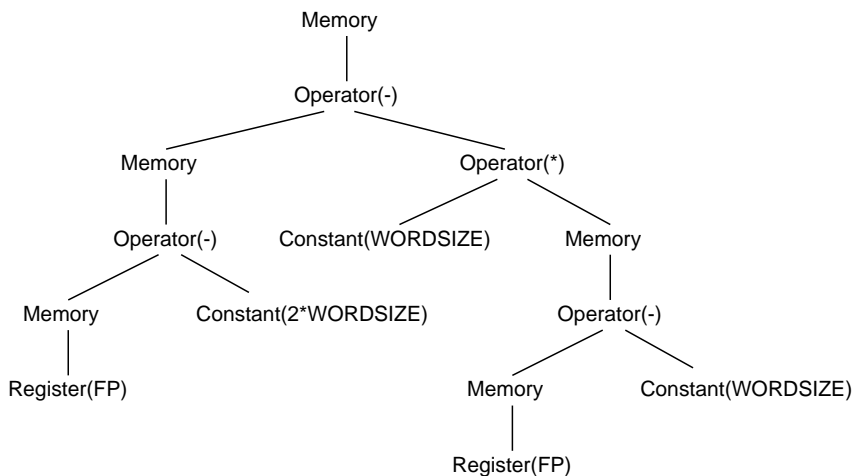 Memory
Operator(-)
Memory
Operator(*)
Operator(-)
Constant(WORDSIZE)
Memory
Memory
Constant(2*WORDSIZE)
Operator(-)
Register(FP)
Memory
Constant(WORDSIZE)
Register(FP)